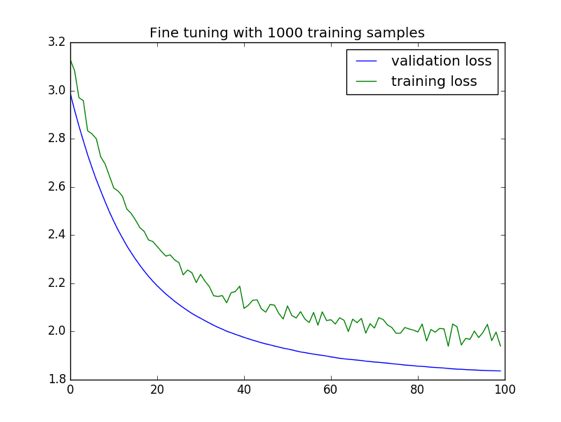 Fine tuning with 1000 training samples
3.2
3.0
2.8
2.6
2.4
2.2
2.0
1.8
validation loss
training loss
0 20 40 60 80 100